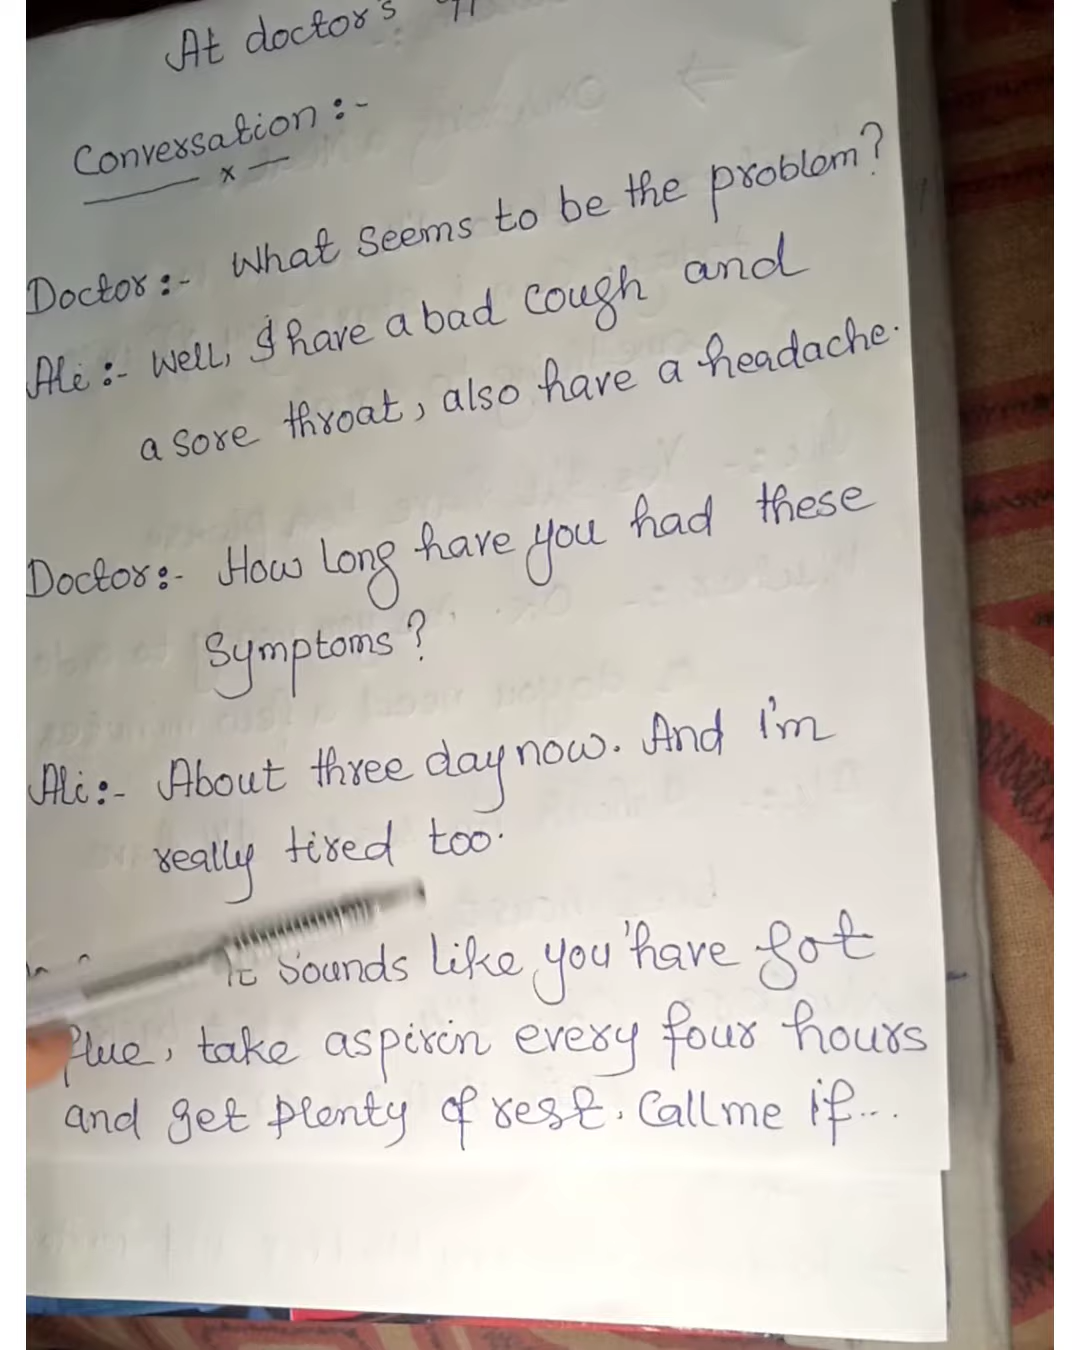 At doctor's
Conversation :-
x
Doctor :- What seems to be the problem?
Ali :- Well, I have a bad cough and
a sore throat, also have a headache.
Doctor :- How long have you had these
Symptoms?
Ali :- About three day now. And I'm
really tired too.
It sounds like you'have got
flue, take aspirin every four hours
and get plenty of rest. Call me if...